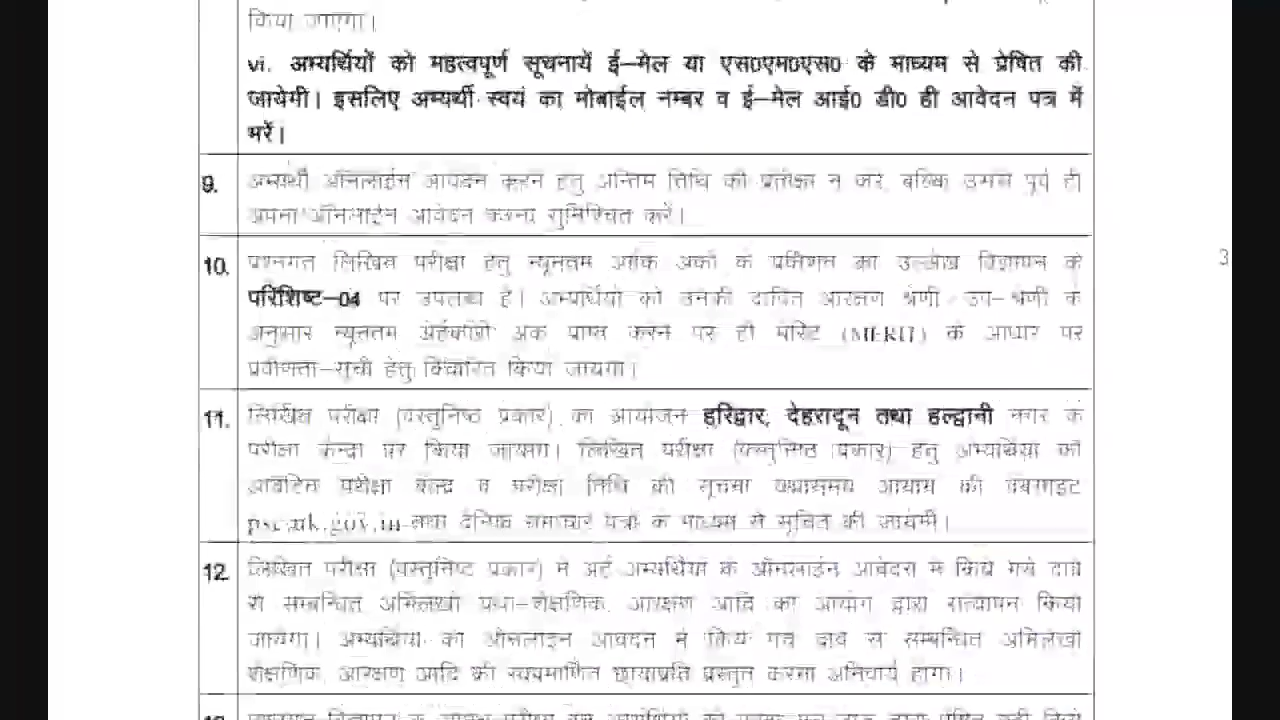 किया जाएगा।
vi. अभ्यर्थियों को महत्वपूर्ण सूचनायें ई–मेल या एस0एम0एस0 के माध्यम से प्रेषित की
जायेगी। इसलिए अभ्यर्थी स्वयं का मोबाईल नम्बर व ई–मेल आई0 डी0 ही आवेदन पत्र में
भरें।
9. अभ्यर्थी ऑनलाईन आवेदन करने हेतु अन्तिम तिथि की प्रतीक्षा न करें, बल्कि उससे पूर्व ही
अपना ऑनलाईन आवेदन करना सुनिश्चित करें।
3
10. प्रश्नगत लिखित परीक्षा हेतु न्यूनतम अर्हक अंकों के प्रतिशत का उल्लेख विज्ञापन के
परिशिष्ट–04 पर उपलब्ध है। अभ्यर्थियों को उनकी दावित आरक्षण श्रेणी/उप–श्रेणी के
अनुसार न्यूनतम अर्हकारी अंक प्राप्त करने पर ही मेरिट (MERIT) के आधार पर
प्रवीणता–सूची हेतु विचारित किया जायेगा।
11. लिखित परीक्षा (वस्तुनिष्ठ प्रकार) का आयोजन हरिद्वार, देहरादून तथा हल्द्वानी नगर के
परीक्षा केन्द्रों पर किया जायेगा। लिखित परीक्षा (वस्तुनिष्ठ प्रकार) हेतु अभ्यर्थियों को
आवंटित परीक्षा केन्द्र व परीक्षा तिथि की सूचना यथासमय आयोग की वेबसाइट
psc.uk.gov.in तथा दैनिक समाचार पत्रों के माध्यम से सूचित की जायेगी।
12. लिखित परीक्षा (वस्तुनिष्ठ प्रकार) में अर्ह अभ्यर्थियों के ऑनलाईन आवेदन में किये गये दावे
से सम्बन्धित अभिलेखों यथा–शैक्षणिक, आरक्षण आदि का आयोग द्वारा सत्यापन किया
जायेगा। अभ्यर्थियों को ऑनलाइन आवेदन में किये गये दावे से सम्बन्धित अभिलेखों
शैक्षणिक, आरक्षण आदि की स्वप्रमाणित छायाप्रति प्रस्तुत करना अनिवार्य होगा।